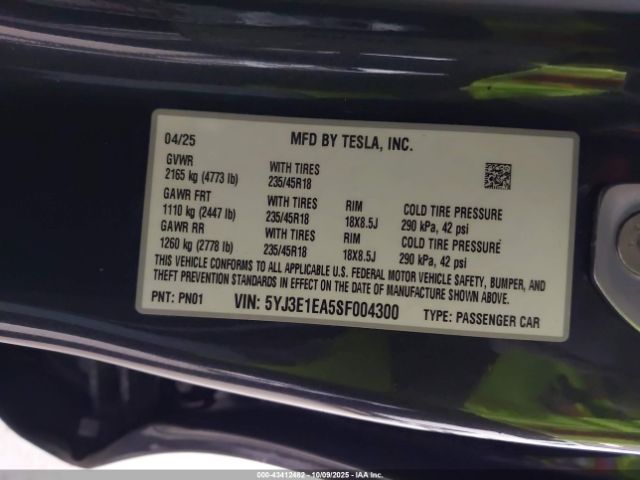 04/25 MFD BY TESLA, INC.
GVWR WITH TIRES
2165 kg (4773 lb) 235/45R18
GAWR FRT WITH TIRES RIM COLD TIRE PRESSURE
1110 kg (2447 lb) 235/45R18 18X8.5J 290 kPa, 42 psi
GAWR RR WITH TIRES RIM COLD TIRE PRESSURE
1260 kg (2778 lb) 235/45R18 18X8.5J 290 kPa, 42 psi
THIS VEHICLE CONFORMS TO ALL APPLICABLE U.S. FEDERAL MOTOR VEHICLE SAFETY, BUMPER, AND
THEFT PREVENTION STANDARDS IN EFFECT ON THE DATE OF MANUFACTURE SHOWN ABOVE.
PNT: PN01 VIN: 5YJ3E1EA5SF004300 TYPE: PASSENGER CAR
000-43412482 | 10/09/2025 | IAA Inc.